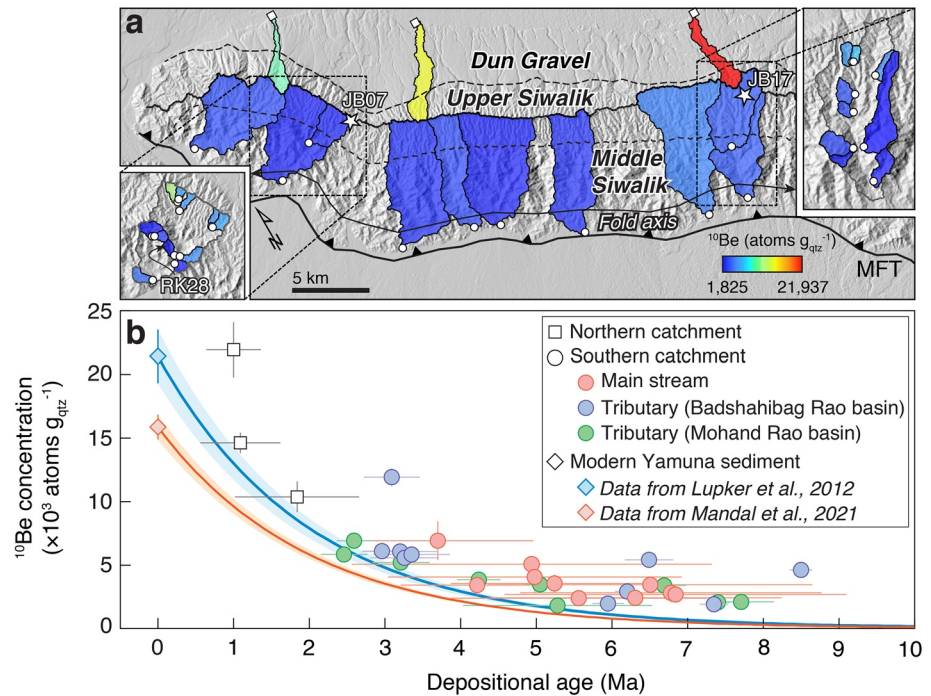 a
Dun Gravel
JB07
Upper Siwalik
JB17
Middle
Siwalik
Fold axis
N
RK28
5 km
¹⁰Be (atoms g_qtz⁻¹)
1,825 21,937
MFT
b
25
20
15
10
5
0
¹⁰Be concentration
(×10³ atoms g_qtz⁻¹)
Northern catchment
Southern catchment
Main stream
Tributary (Badshahibag Rao basin)
Tributary (Mohand Rao basin)
Modern Yamuna sediment
Data from Lupker et al., 2012
Data from Mandal et al., 2021
0 1 2 3 4 5 6 7 8 9 10
Depositional age (Ma)